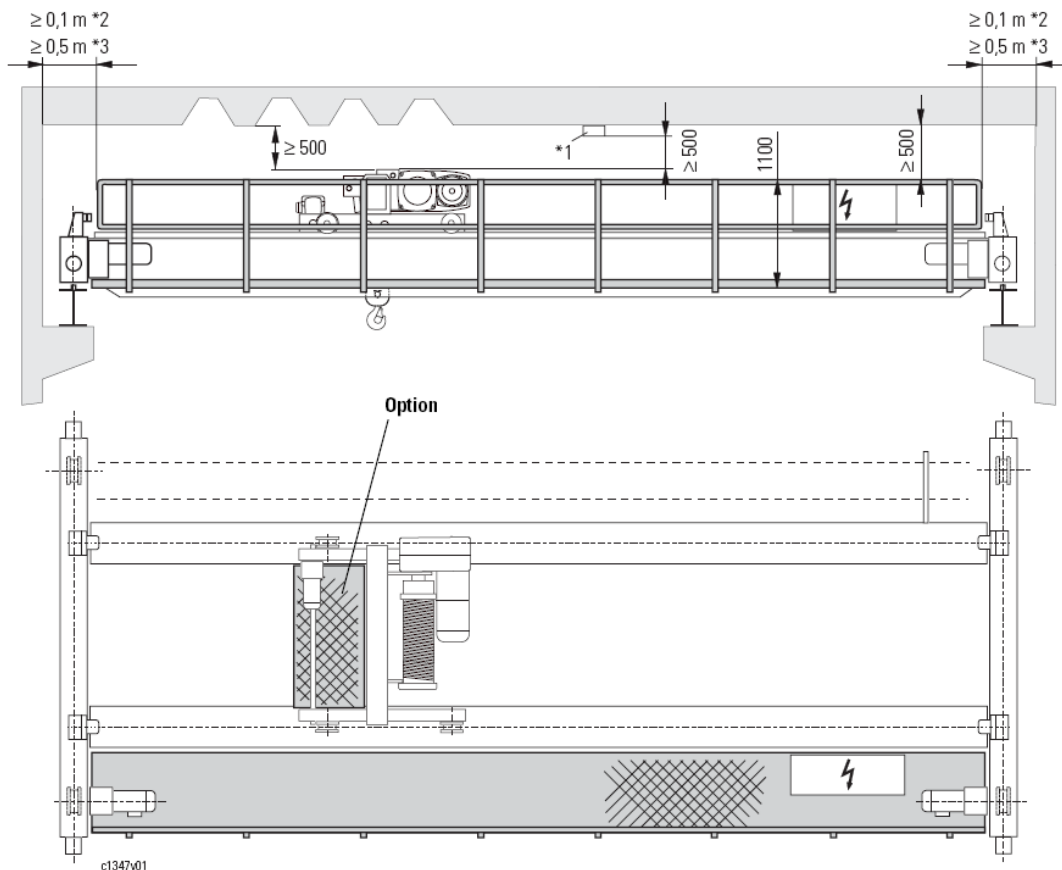 ≥ 0,1 m *2
≥ 0,5 m *3
≥ 0,1 m *2
≥ 0,5 m *3
≥ 500
*1
≥ 500
1100
≥ 500
Option
c1347v01